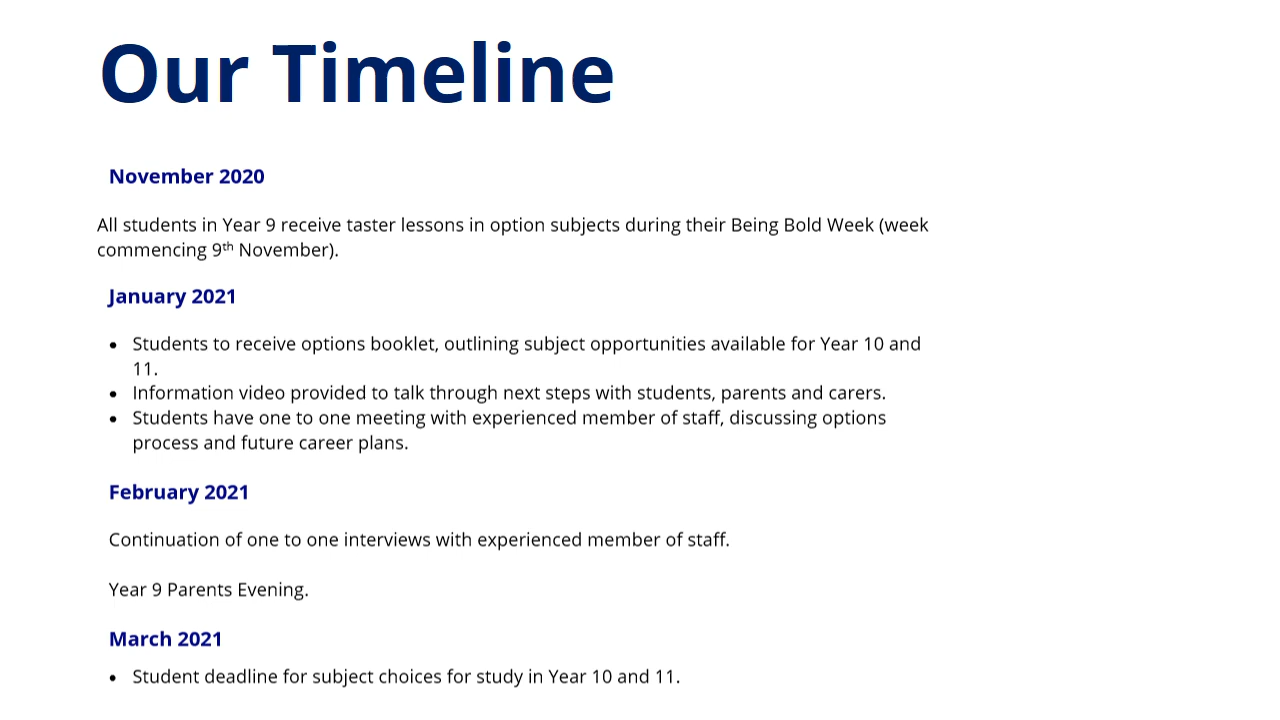 Our Timeline
November 2020
All students in Year 9 receive taster lessons in option subjects during their Being Bold Week (week
commencing 9th November).
January 2021
• Students to receive options booklet, outlining subject opportunities available for Year 10 and
11.
• Information video provided to talk through next steps with students, parents and carers.
• Students have one to one meeting with experienced member of staff, discussing options
process and future career plans.
February 2021
Continuation of one to one interviews with experienced member of staff.
Year 9 Parents Evening.
March 2021
• Student deadline for subject choices for study in Year 10 and 11.